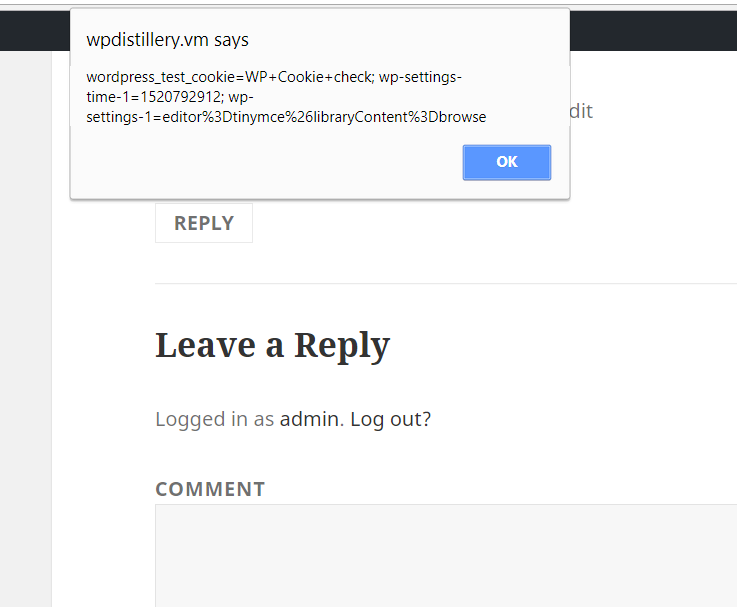 wpdistillery.vm says
wordpress_test_cookie=WP+Cookie+check; wp-settings-
time-1=1520792912; wp-
settings-1=editor%3Dtinymce%26libraryContent%3Dbrowse
dit
OK
REPLY
Leave a Reply
Logged in as admin. Log out?
COMMENT